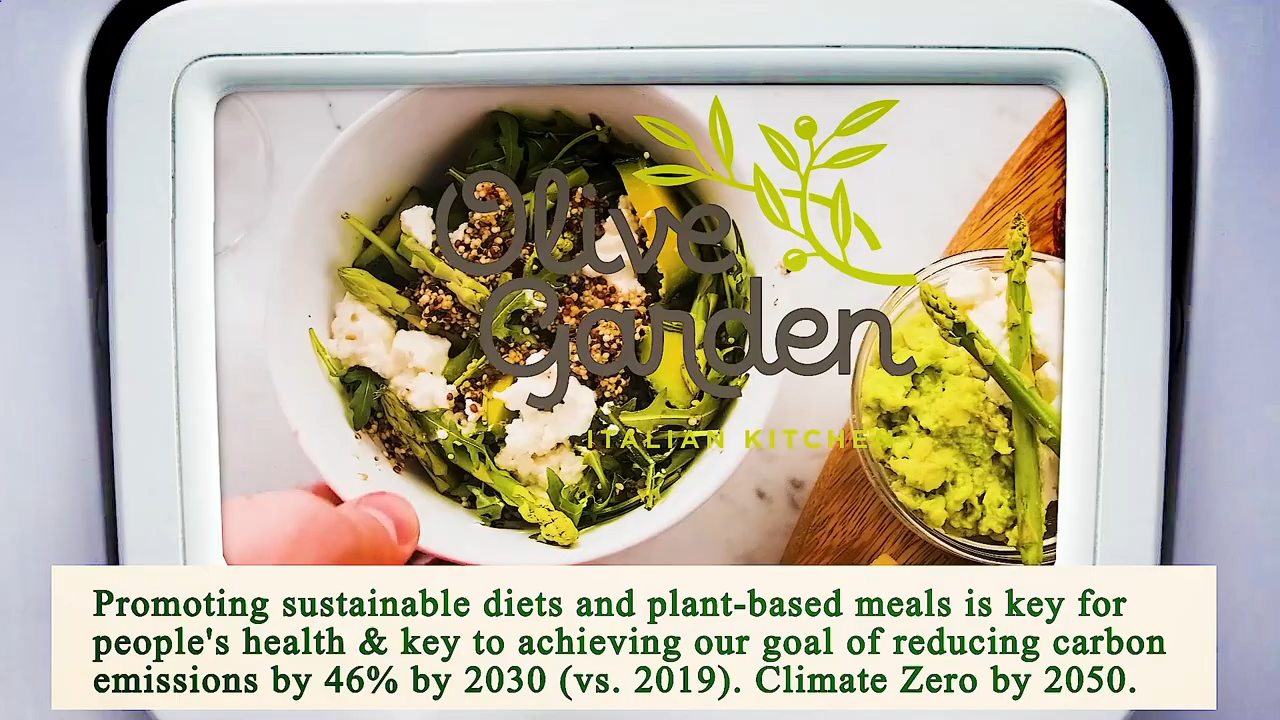 Olive
Garden
ITALIAN KITCHEN
Promoting sustainable diets and plant-based meals is key for
people's health & key to achieving our goal of reducing carbon
emissions by 46% by 2030 (vs. 2019). Climate Zero by 2050.